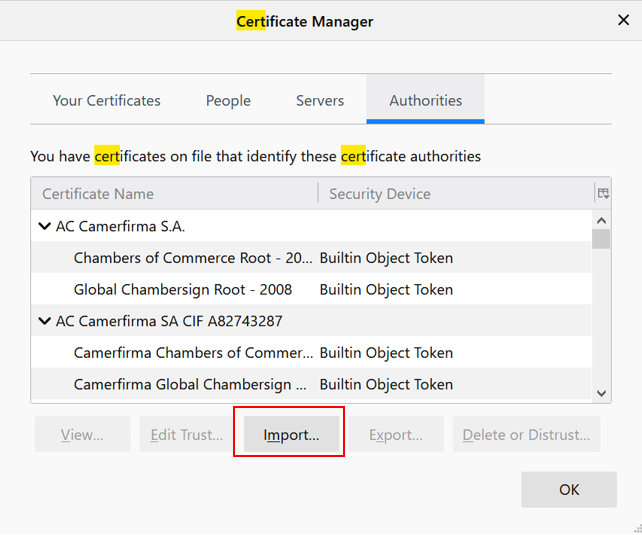 Certificate Manager
Your Certificates People Servers Authorities
You have certificates on file that identify these certificate authorities
Certificate Name Security Device
AC Camerfirma S.A.
Chambers of Commerce Root - 20... Builtin Object Token
Global Chambersign Root - 2008 Builtin Object Token
AC Camerfirma SA CIF A82743287
Camerfirma Chambers of Commer... Builtin Object Token
Camerfirma Global Chambersign ... Builtin Object Token
View... Edit Trust... Import... Export... Delete or Distrust...
OK